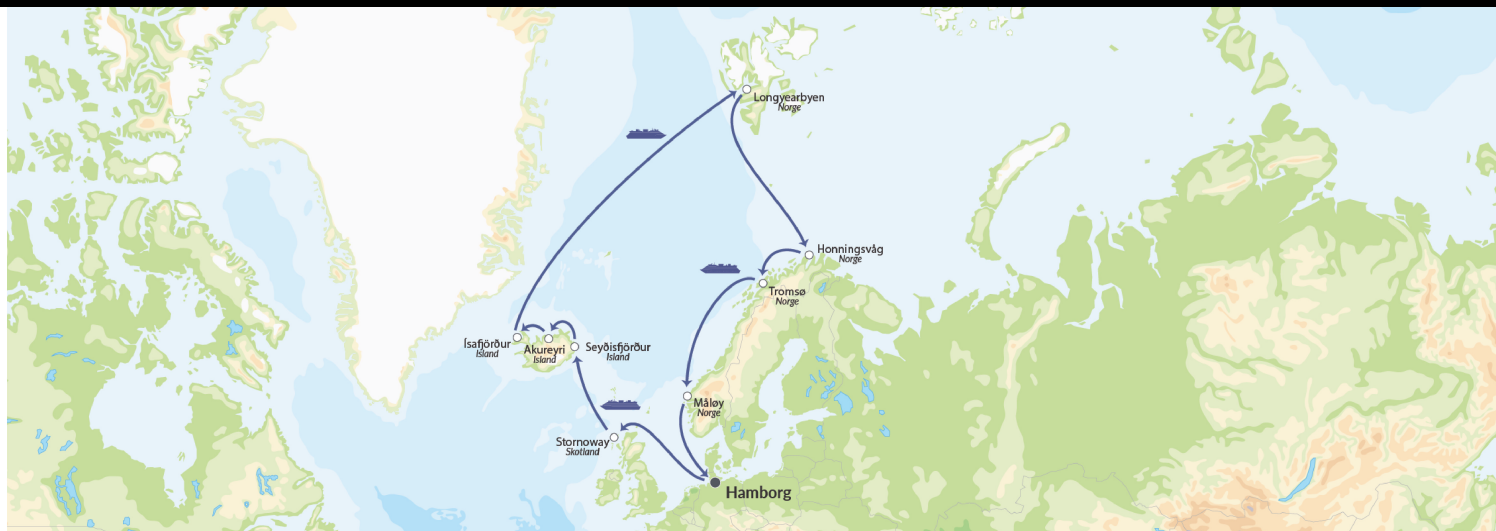 Longyearbyen
Norge
Honningsvåg
Norge
Tromsø
Norge
Ísafjörður
Island
Akureyri
Island
Seyðisfjörður
Island
Måløy
Norge
Stornoway
Skotland
Hamborg